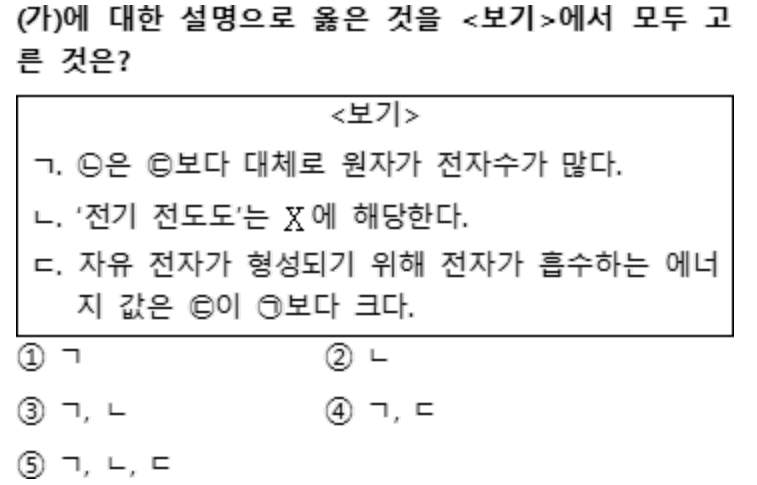 (가)에 대한 설명으로 옳은 것을 <보기>에서 모두 고
른 것은?
<보기>
ㄱ. ㉡은 ㉢보다 대체로 원자가 전자수가 많다.
ㄴ. '전기 전도도'는 X에 해당한다.
ㄷ. 자유 전자가 형성되기 위해 전자가 흡수하는 에너
지 값은 ㉢이 ㉠보다 크다.
① ㄱ ② ㄴ
③ ㄱ, ㄴ ④ ㄱ, ㄷ
⑤ ㄱ, ㄴ, ㄷ